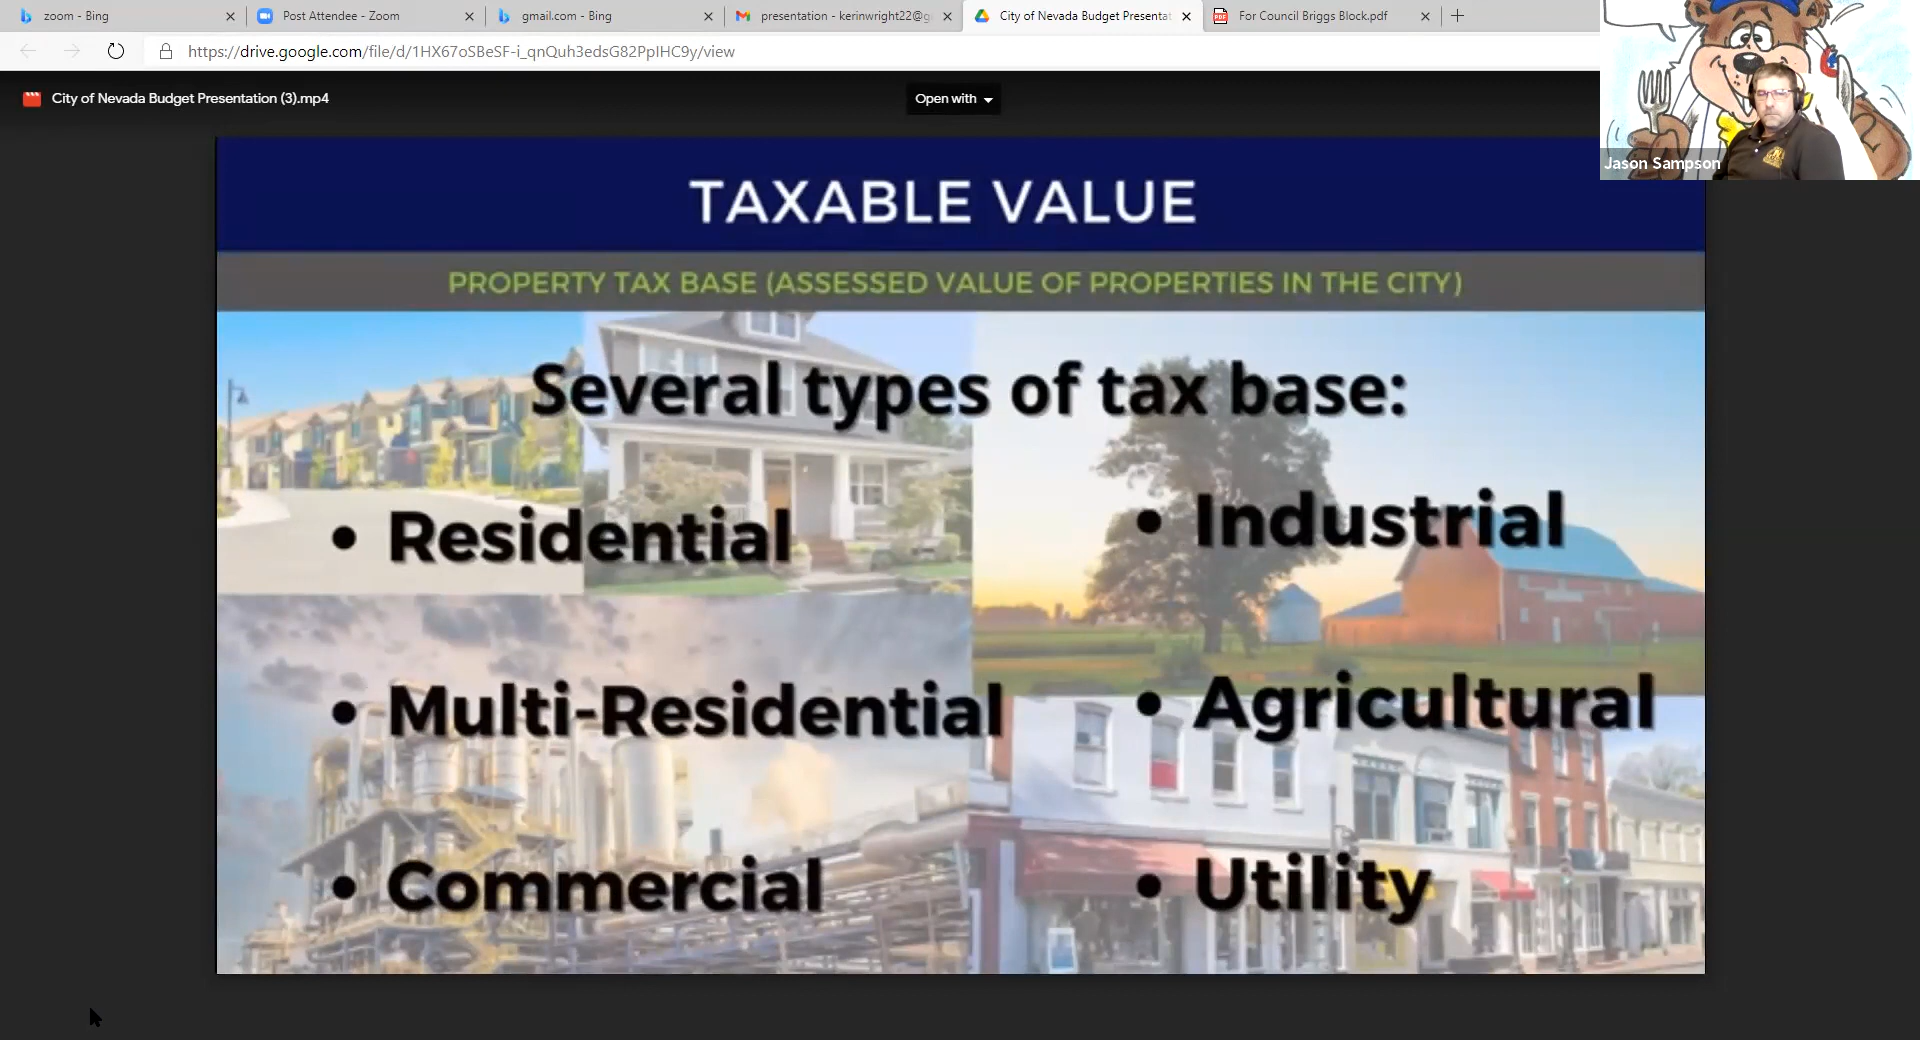 zoom - Bing
Post Attendee - Zoom
gmail.com - Bing
presentation - kerinwright22@g
City of Nevada Budget Presentat
For Council Briggs Block.pdf
https://drive.google.com/file/d/1HX67oSBeSF-i_qnQuh3edsG82PpIHC9y/view
City of Nevada Budget Presentation (3).mp4
Open with
Jason Sampson
TAXABLE VALUE
PROPERTY TAX BASE (ASSESSED VALUE OF PROPERTIES IN THE CITY)
Several types of tax base:
• Residential
• Multi-Residential
• Commercial
• Industrial
• Agricultural
• Utility